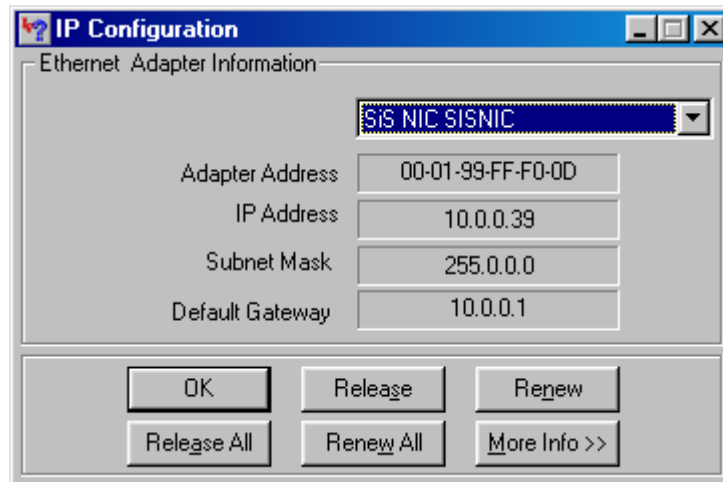 IP Configuration
Ethernet Adapter Information
SiS NIC SISNIC
Adapter Address 00-01-99-FF-F0-0D
IP Address 10.0.0.39
Subnet Mask 255.0.0.0
Default Gateway 10.0.0.1
OK Release Renew
Release All Renew All More Info >>